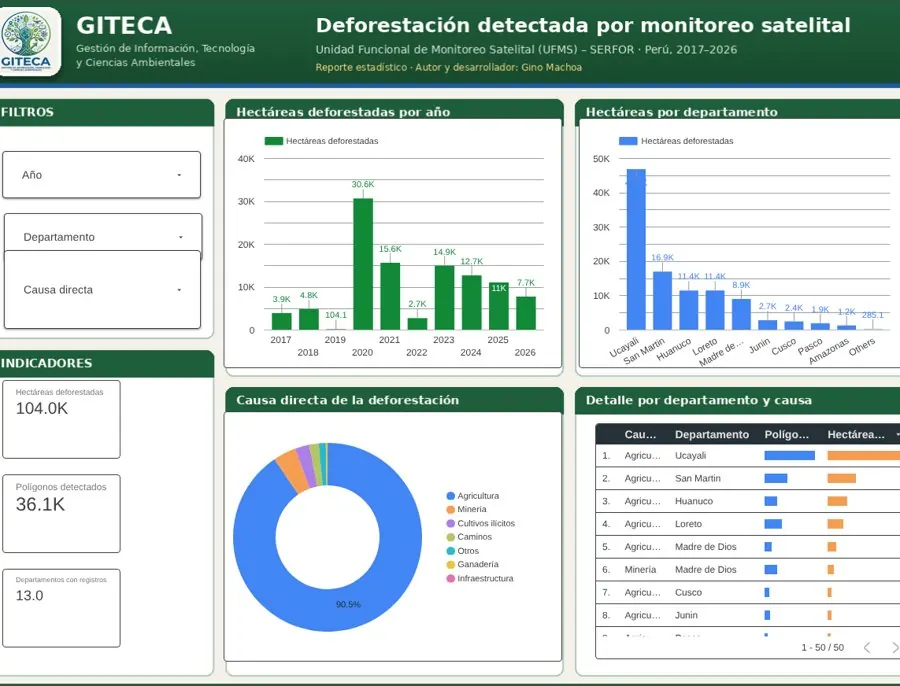 GITECA
GITECA
Gestión de Información, Tecnología
y Ciencias Ambientales
Deforestación detectada por monitoreo satelital
Unidad Funcional de Monitoreo Satelital (UFMS) – SERFOR · Perú, 2017–2026
Reporte estadístico · Autor y desarrollador: Gino Machoa
FILTROS
Año
Departamento
Causa directa
INDICADORES
Hectáreas deforestadas
104.0K
Polígonos detectados
36.1K
Departamentos con registros
13.0
Hectáreas deforestadas por año
Hectáreas deforestadas
40K
30K
20K
10K
0
3.9K
4.8K
104.1
30.6K
15.6K
2.7K
14.9K
12.7K
11K
7.7K
2017
2018
2019
2020
2021
2022
2023
2024
2025
2026
Hectáreas por departamento
Hectáreas deforestadas
50K
40K
30K
20K
10K
0
16.9K
11.4K
11.4K
8.9K
2.7K
2.4K
1.9K
1.2K
285.1
Ucayali
San Martin
Huanuco
Loreto
Madre de...
Junin
Cusco
Pasco
Amazonas
Others
Causa directa de la deforestación
90.5%
Agricultura
Minería
Cultivos ilícitos
Caminos
Otros
Ganadería
Infraestructura
Detalle por departamento y causa
Cau... Departamento Polígo... Hectárea...
1. Agricu... Ucayali
2. Agricu... San Martin
3. Agricu... Huanuco
4. Agricu... Loreto
5. Agricu... Madre de Dios
6. Minería Madre de Dios
7. Agricu... Cusco
8. Agricu... Junin
1 - 50 / 50